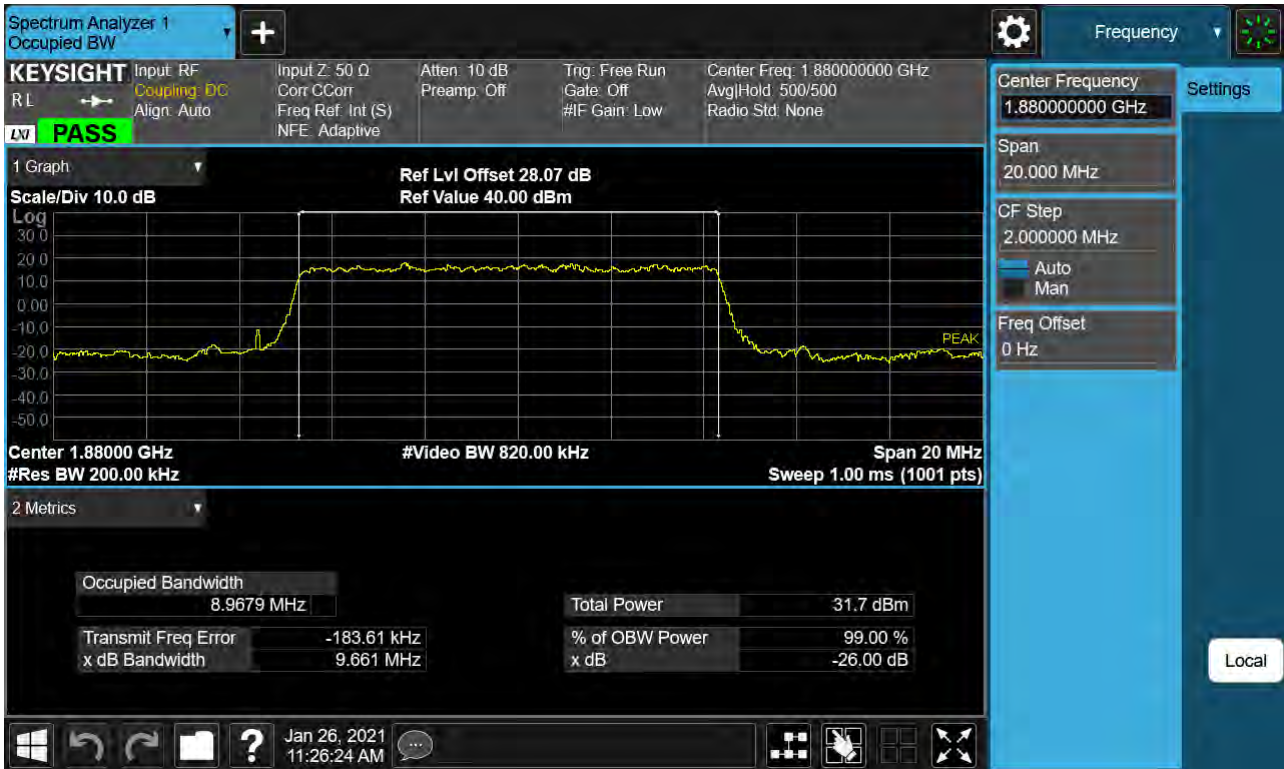 Spectrum Analyzer 1
Occupied BW
Frequency
KEYSIGHT
R L
LXI
PASS
Input: RF
Coupling: DC
Align: Auto
Input Z: 50 Ω
Corr CCorr
Freq Ref: Int (S)
NFE: Adaptive
Atten: 10 dB
Preamp: Off
Trig: Free Run
Gate: Off
#IF Gain: Low
Center Freq: 1.880000000 GHz
Avg|Hold: 500/500
Radio Std: None
Center Frequency
1.880000000 GHz
Settings
Span
20.000 MHz
CF Step
2.000000 MHz
Auto
Man
Freq Offset
0 Hz
Local
1 Graph
Scale/Div 10.0 dB
Ref Lvl Offset 28.07 dB
Ref Value 40.00 dBm
Log
30.0
20.0
10.0
0.00
-10.0
-20.0
-30.0
-40.0
-50.0
PEAK
Center 1.88000 GHz
#Video BW 820.00 kHz
Span 20 MHz
#Res BW 200.00 kHz
Sweep 1.00 ms (1001 pts)
2 Metrics
Occupied Bandwidth
8.9679 MHz
Total Power 31.7 dBm
Transmit Freq Error -183.61 kHz
% of OBW Power 99.00 %
x dB Bandwidth 9.661 MHz
x dB -26.00 dB
Jan 26, 2021
11:26:24 AM